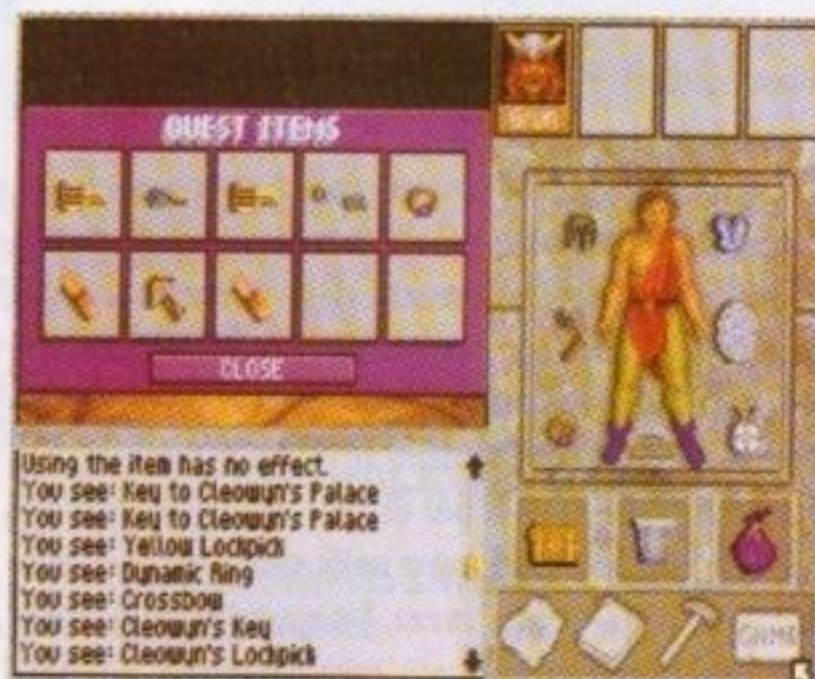 QUEST ITEMS
CLOSE
Using the item has no effect.
You see: Key to Cleowyn's Palace
You see: Key to Cleowyn's Palace
You see: Yellow Lockpick
You see: Dynamic Ring
You see: Crossbow
You see: Cleowyn's Key
You see: Cleowyn's Lockpick
GAME